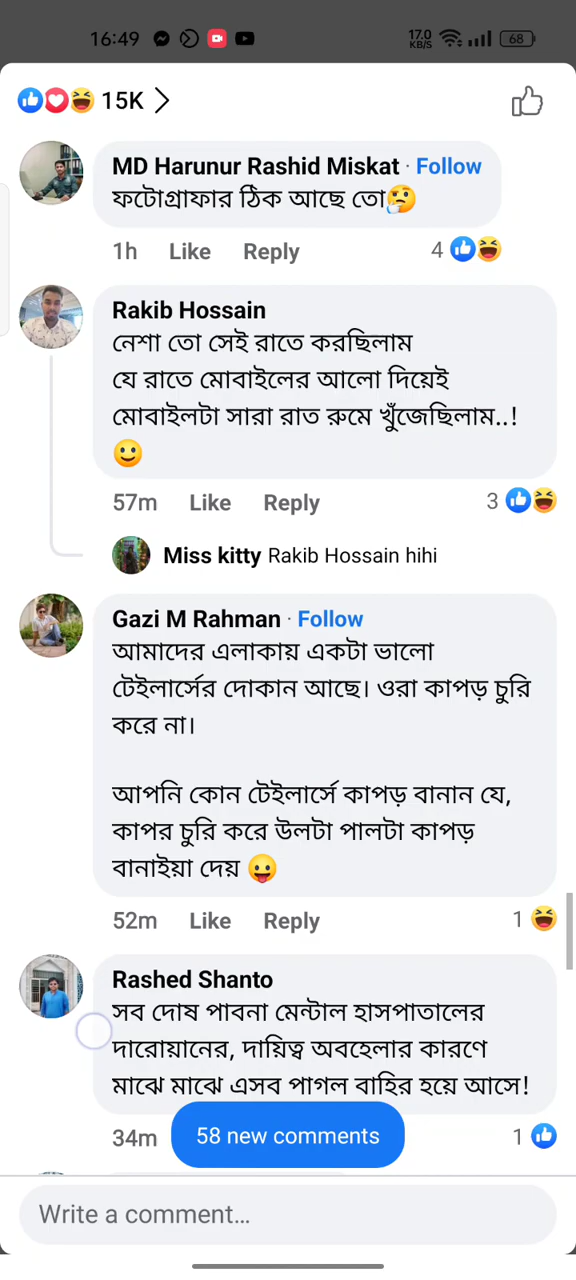 16:49
17.0 KB/S
68
15K
MD Harunur Rashid Miskat · Follow
ফটোগ্রাফার ঠিক আছে তো🤔
1h Like Reply 4
Rakib Hossain
নেশা তো সেই রাতে করছিলাম
যে রাতে মোবাইলের আলো দিয়েই
মোবাইলটা সারা রাত রুমে খুঁজেছিলাম..!
🙂
57m Like Reply 3
Miss kitty Rakib Hossain hihi
Gazi M Rahman · Follow
আমাদের এলাকায় একটা ভালো
টেইলার্সের দোকান আছে। ওরা কাপড় চুরি
করে না।
আপনি কোন টেইলার্সে কাপড় বানান যে,
কাপর চুরি করে উলটা পালটা কাপড়
বানাইয়া দেয় 😛
52m Like Reply 1
Rashed Shanto
সব দোষ পাবনা মেন্টাল হাসপাতালের
দারোয়ানের, দায়িত্ব অবহেলার কারণে
মাঝে মাঝে এসব পাগল বাহির হয়ে আসে!
34m 58 new comments 1
Write a comment...